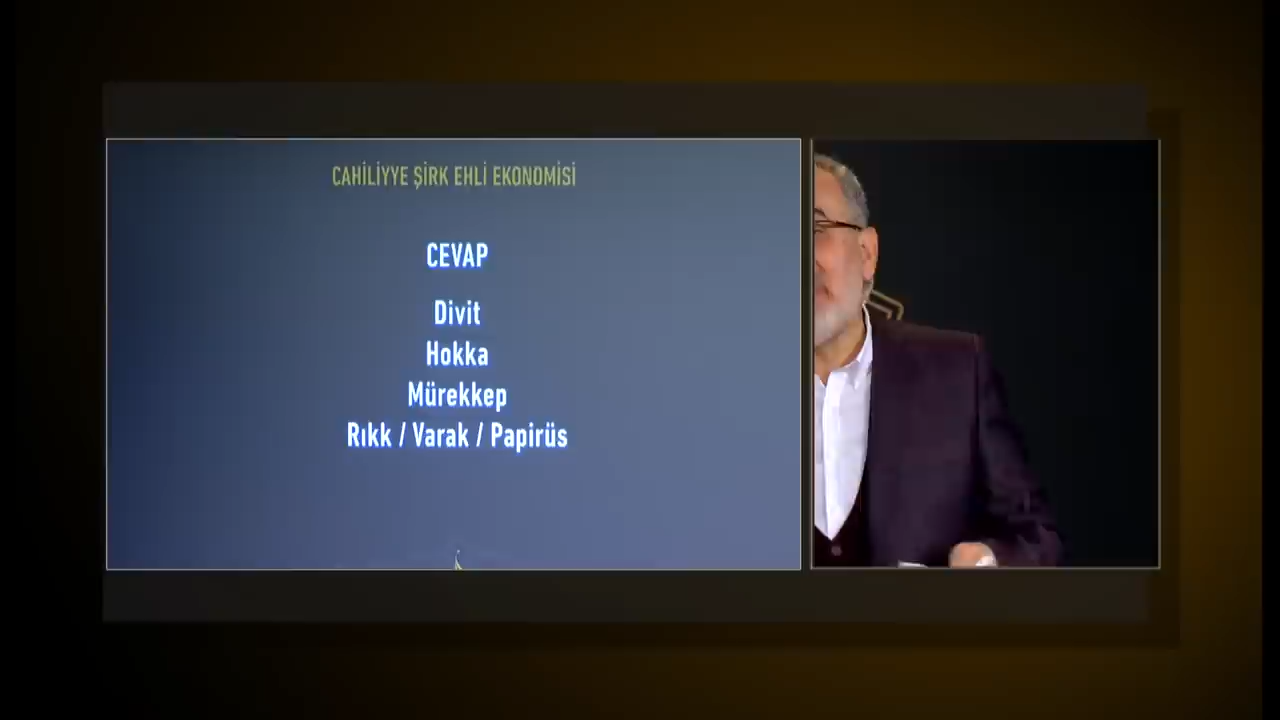 CAHİLİYYE ŞİRK EHLİ EKONOMİSİ
CEVAP
Divit
Hokka
Mürekkep
Rıkk / Varak / Papirüs